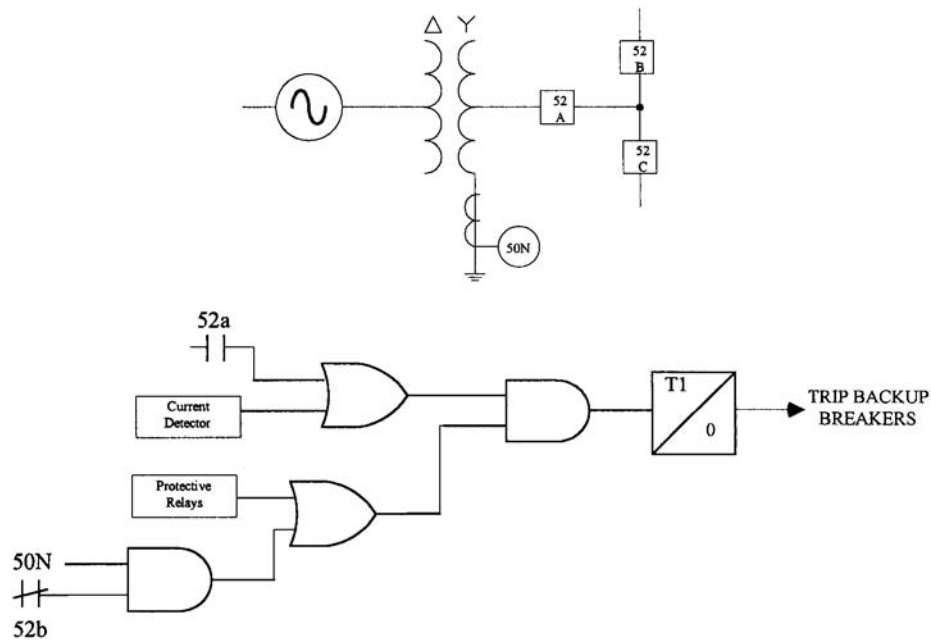 Δ Y
52
B
52
A
52
C
50N
52a
Current
Detector
T1
0
TRIP BACKUP
BREAKERS
Protective
Relays
50N
52b